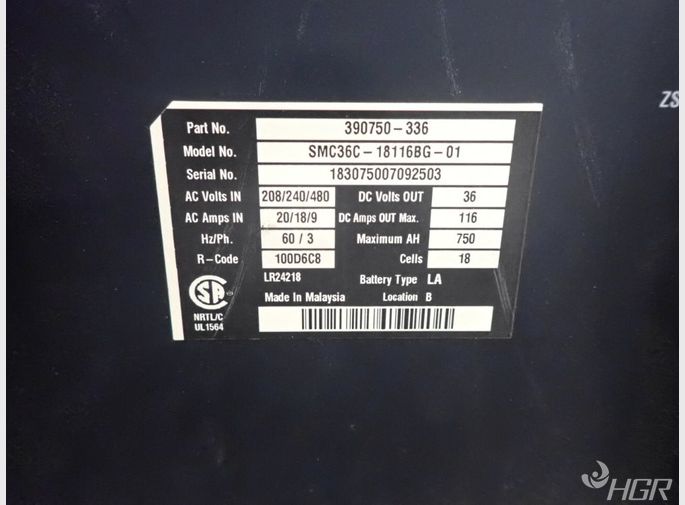 ZS
Part No. 390750-336
Model No. SMC36C-18116BG-01
Serial No. 183075007092503
AC Volts IN 208/240/480 DC Volts OUT 36
AC Amps IN 20/18/9 DC Amps OUT Max. 116
Hz/Ph. 60/3 Maximum AH 750
R-Code 100D6C8 Cells 18
LR24218 Battery Type LA
Made In Malaysia Location B
NRTL/C
UL1564
HGR